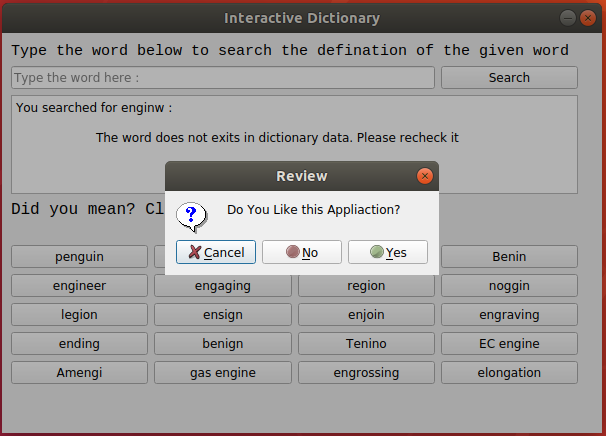 Interactive Dictionary
Type the word below to search the defination of the given word
Type the word here :
Search
You searched for enginw :
The word does not exits in dictionary data. Please recheck it
Review
Do You Like this Appliaction?
Cancel No Yes
Did you mean? Cl
penguin Benin
engineer engaging region noggin
legion ensign enjoin engraving
ending benign Tenino EC engine
Amengi gas engine engrossing elongation